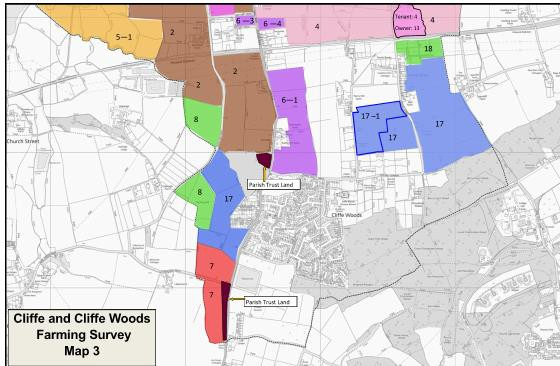 5-1
2
6-3
6-4
4
Tenant: 4
Owner: 13
4
18
2
2
6-1
8
17-1
17
17
Church Street
Parish Trust Land
8
17
Cliffe Woods
7
7
Parish Trust Land
Cliffe and Cliffe Woods
Farming Survey
Map 3